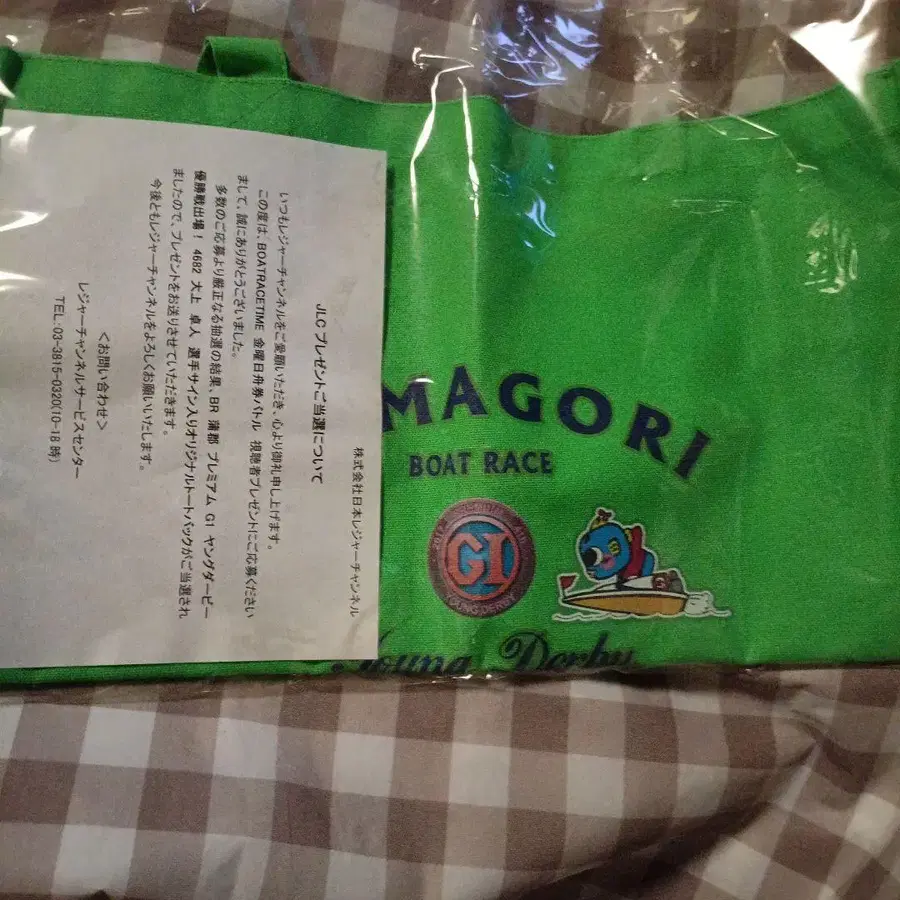 株式会社日本レジャーチャンネル
JLC プレゼントご当選について
いつもレジャーチャンネルをご愛顧いただき、心より御礼申し上げます。
この度は、BOATRACETIME 金曜日舟券バトル 視聴者プレゼントにご応募ください
まして、誠にありがとうございました。
多数のご応募より厳正なる抽選の結果、BR 蒲郡 プレミアム G1 ヤングダービー
優勝戦出場! 4682 大上 卓人 選手サイン入りオリジナルトートバックがご当選され
ましたので、プレゼントをお送りさせていただきます。
今後ともレジャーチャンネルをよろしくお願いいたします。
<お問い合わせ>
レジャーチャンネルサービスセンター
TEL:03-3815-0320(10-18 時)
MAGORI
BOAT RACE
GI
YOUNG DERBY
Young Derby